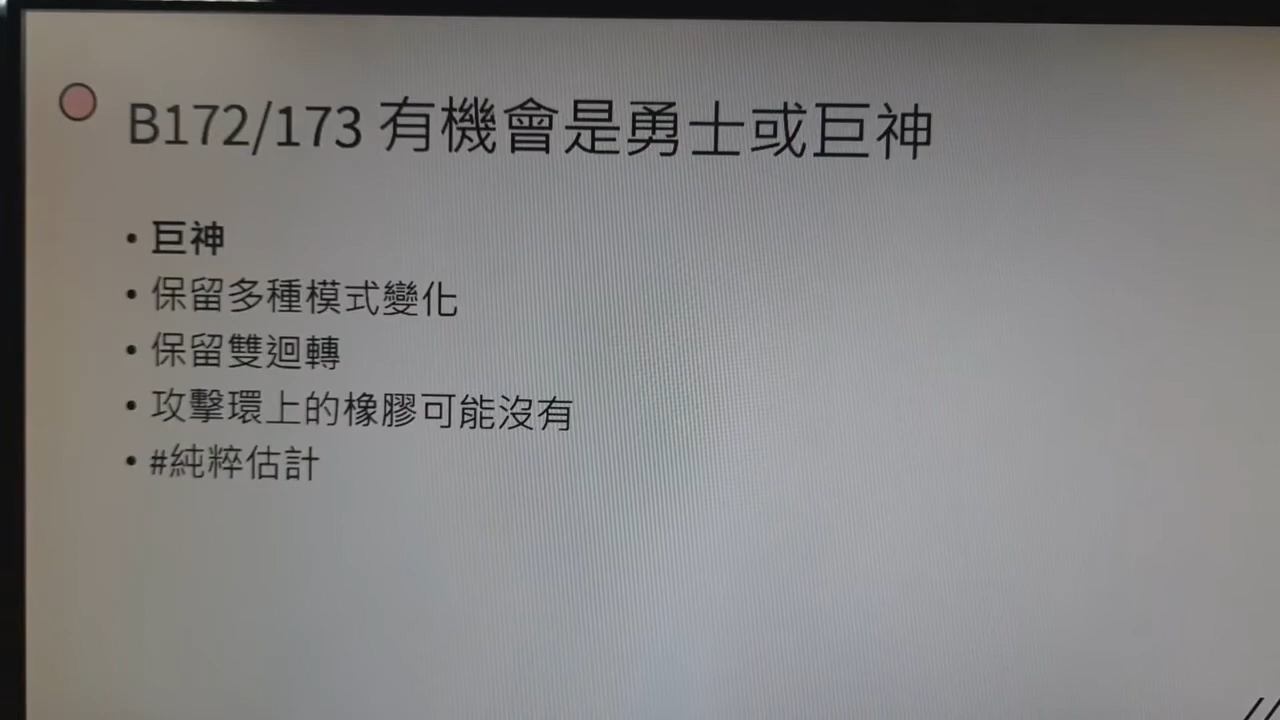 B172/173 有機會是勇士或巨神
• 巨神
• 保留多種模式變化
• 保留雙迴轉
• 攻擊環上的橡膠可能沒有
• #純粹估計